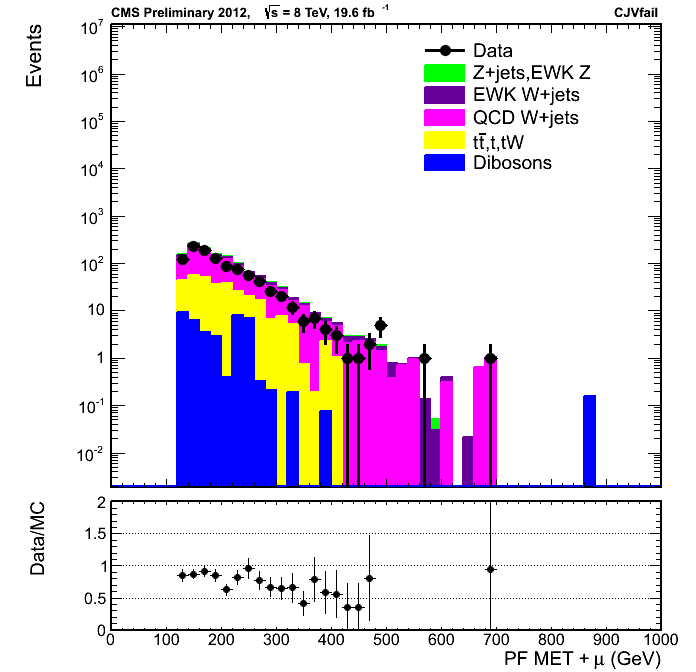 CMS Preliminary 2012, √s = 8 TeV, 19.6 fb⁻¹ CJVfail
Events
10⁷
10⁶
10⁵
10⁴
10³
10²
10
1
10⁻¹
10⁻²
Data
Z+jets,EWK Z
EWK W+jets
QCD W+jets
tt̄,t,tW
Dibosons
Data/MC
2
1.5
1
0.5
0
0 100 200 300 400 500 600 700 800 900 1000
PF MET + μ (GeV)